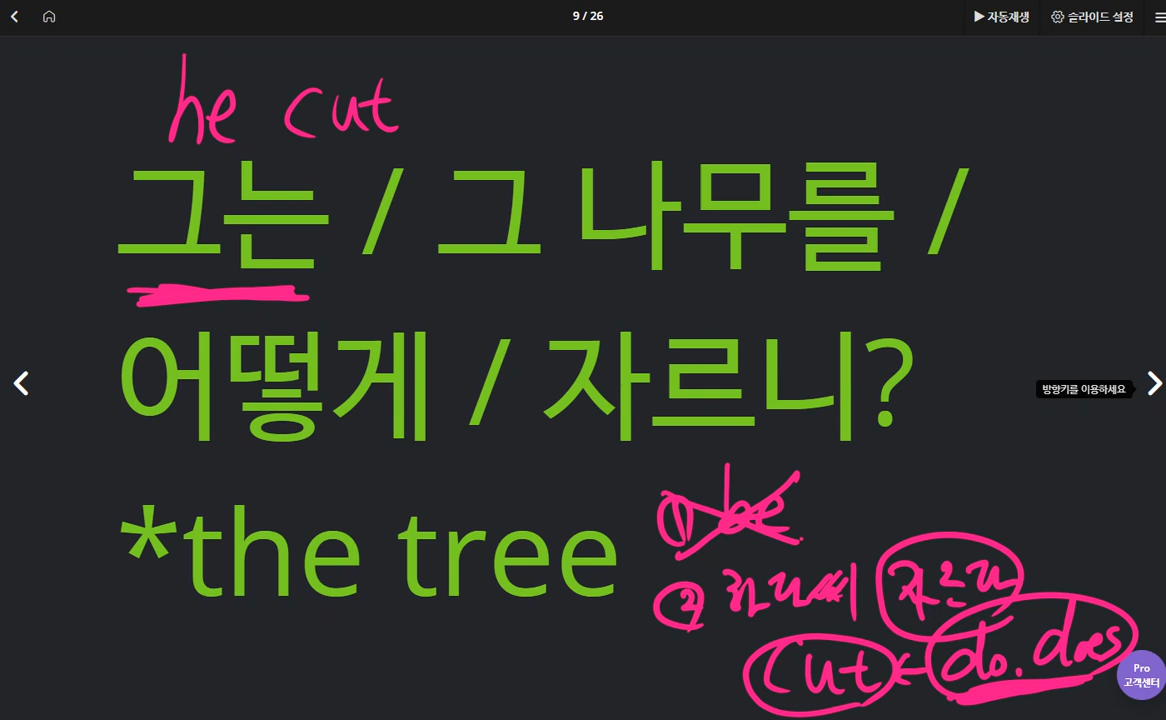 9 / 26
▶ 자동재생
슬라이드 설정
he cut
그는 / 그 나무를 /
어떻게 / 자르니?
방향키를 이용하세요
*the tree
① be
②
자른다
cut ← do. does
Pro
고객센터